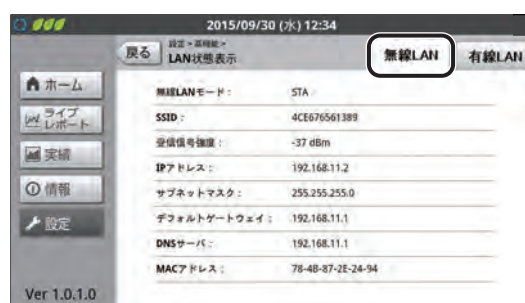 2015/09/30 (水) 12:34
戻る
設定 > 高機能 >
LAN状態表示
無線LAN
有線LAN
ホーム
ライブ
レポート
実績
情報
設定
Ver 1.0.1.0
無線LANモード : STA
SSID : 4CE676561389
受信信号強度 : -37 dBm
IPアドレス : 192.168.11.2
サブネットマスク : 255.255.255.0
デフォルトゲートウェイ : 192.168.11.1
DNSサーバ : 192.168.11.1
MACアドレス : 78-4B-87-2E-24-94